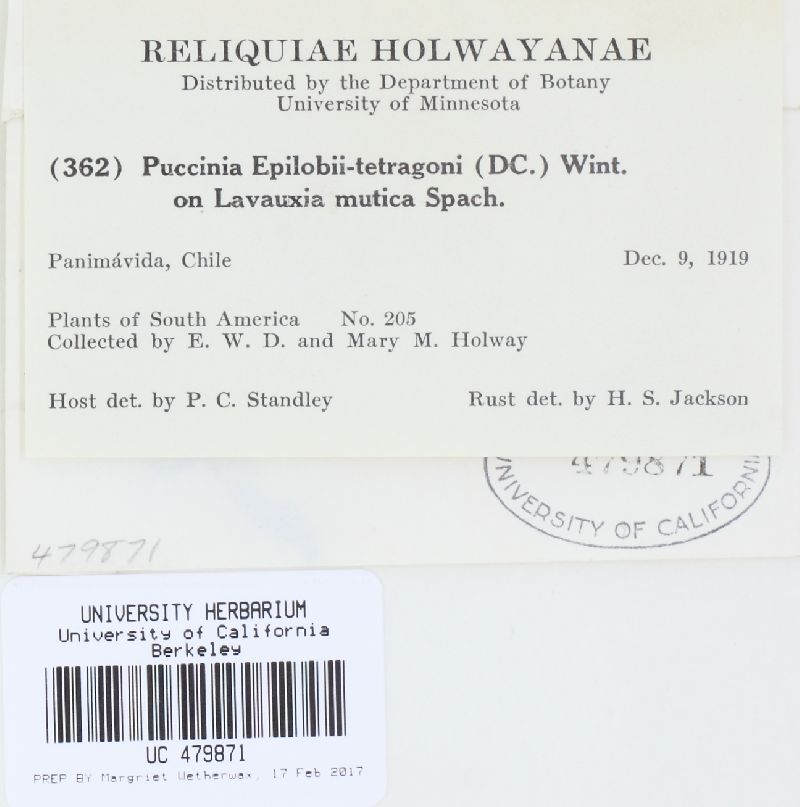 RELIQUIAE HOLWAYANAE
Distributed by the Department of Botany
University of Minnesota
(362) Puccinia Epilobii-tetragoni (DC.) Wint.
on Lavauxia mutica Spach.
Panimávida, Chile Dec. 9, 1919
Plants of South America No. 205
Collected by E. W. D. and Mary M. Holway
Host det. by P. C. Standley Rust det. by H. S. Jackson
479871
UNIVERSITY OF CALIFORNI
479871
UNIVERSITY HERBARIUM
University of California
Berkeley
UC 479871
PREP BY Margriet Wetherwax, 17 Feb 2017